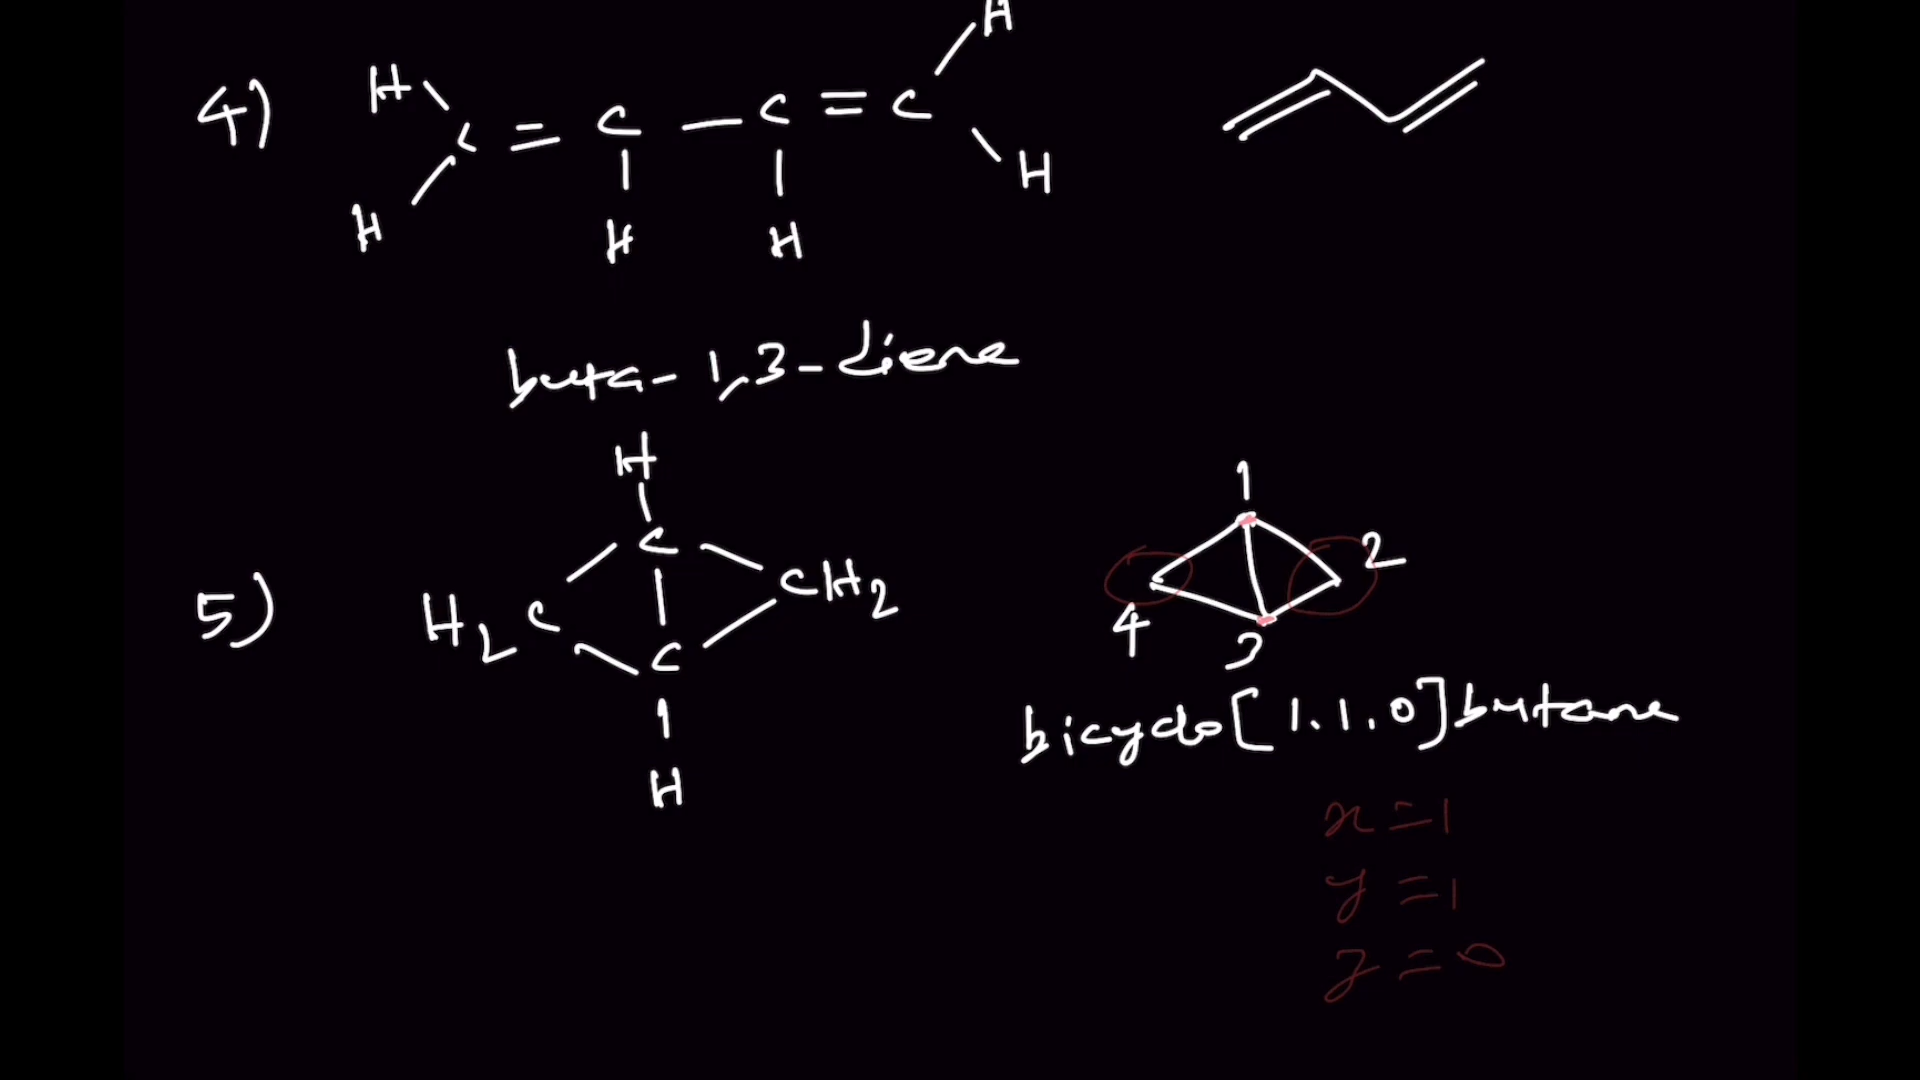 4) H H C = C – C = C H H
H H
buta-1,3-diene
5) H
C
H2C CH2
C
H
1
2
4
3
bicyclo[1.1.0]butane
x=1
y=1
z=0